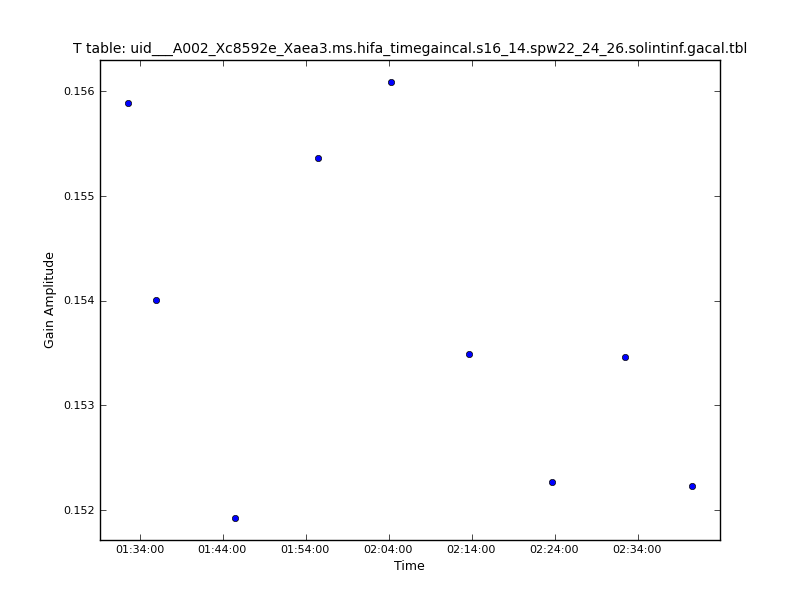 T table: uid___A002_Xc8592e_Xaea3.ms.hifa_timegaincal.s16_14.spw22_24_26.solintinf.gacal.tbl
0.156
0.155
0.154
0.153
0.152
Gain Amplitude
01:34:00 01:44:00 01:54:00 02:04:00 02:14:00 02:24:00 02:34:00
Time